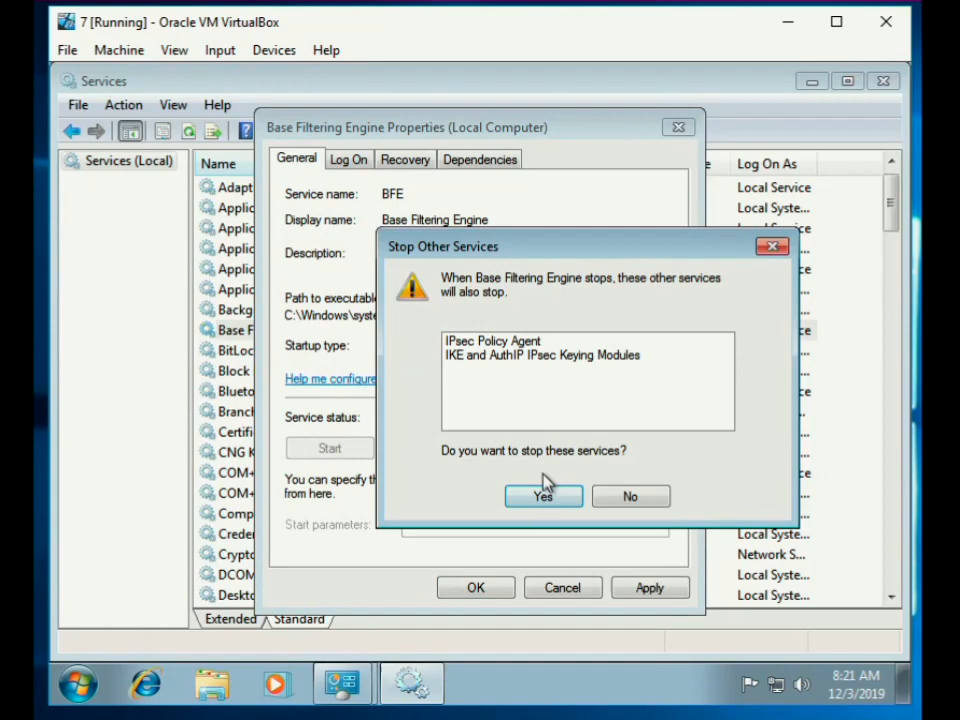 7 [Running] - Oracle VM VirtualBox
File Machine View Input Devices Help
Services
File Action View Help
Services (Local)
Name
Log On As
Adapt
Local Service
Applic
Local Syste...
Applic
Applic
Applic
Applic
Local Syste...
Backg
Base F
BitLoc
Block
Blueto
Branch
Certifi
CNG K
COM+
COM+
Comp
Creden
Local Syste...
Crypto
Network S...
DCOM
Local Syste...
Deskto
Local Syste...
Extended Standard
Base Filtering Engine Properties (Local Computer)
General Log On Recovery Dependencies
Service name: BFE
Display name: Base Filtering Engine
Description:
Path to executabl
C:\Windows\syste
Startup type:
Help me configure
Service status:
Start
You can specify th
from here.
Start parameters:
OK Cancel Apply
Stop Other Services
When Base Filtering Engine stops, these other services
will also stop.
IPsec Policy Agent
IKE and AuthIP IPsec Keying Modules
Do you want to stop these services?
Yes No
8:21 AM
12/3/2019